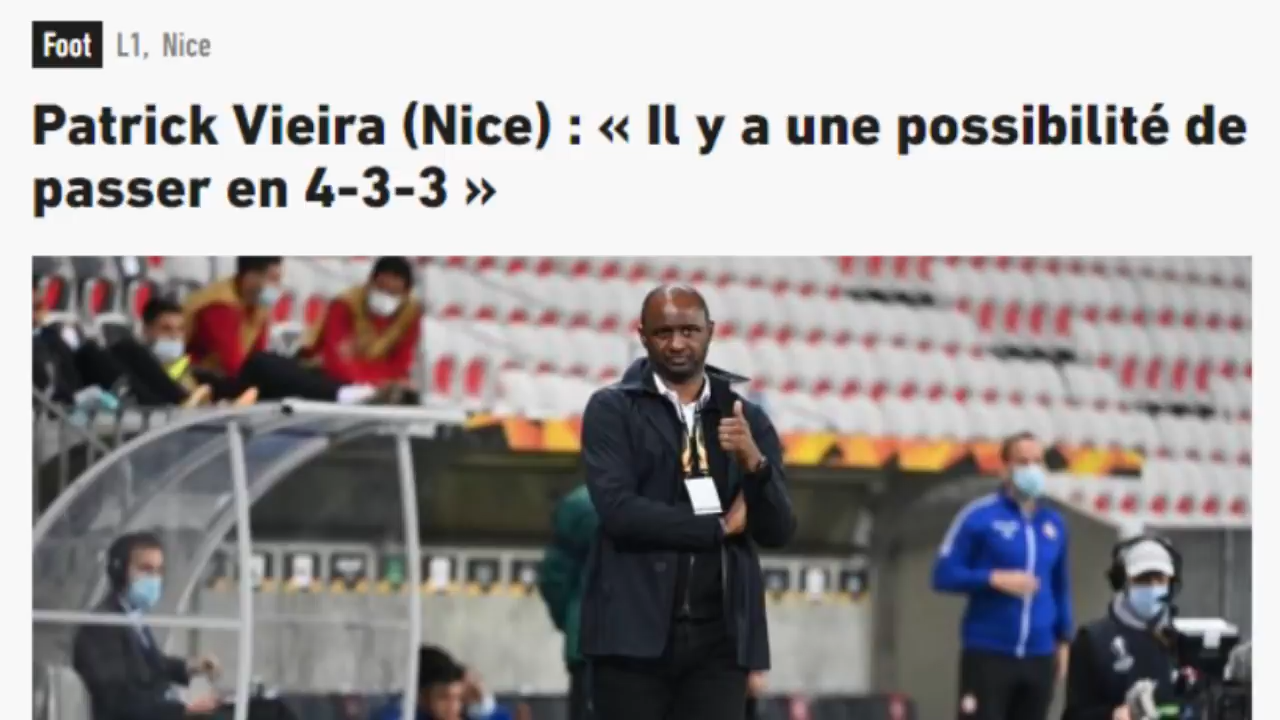 Foot L1, Nice
Patrick Vieira (Nice) : « Il y a une possibilité de
passer en 4-3-3 »